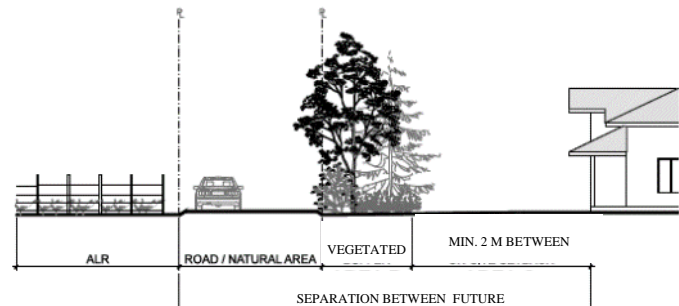 ALR
ROAD / NATURAL AREA
VEGETATED
MIN. 2 M BETWEEN
SEPARATION BETWEEN FUTURE